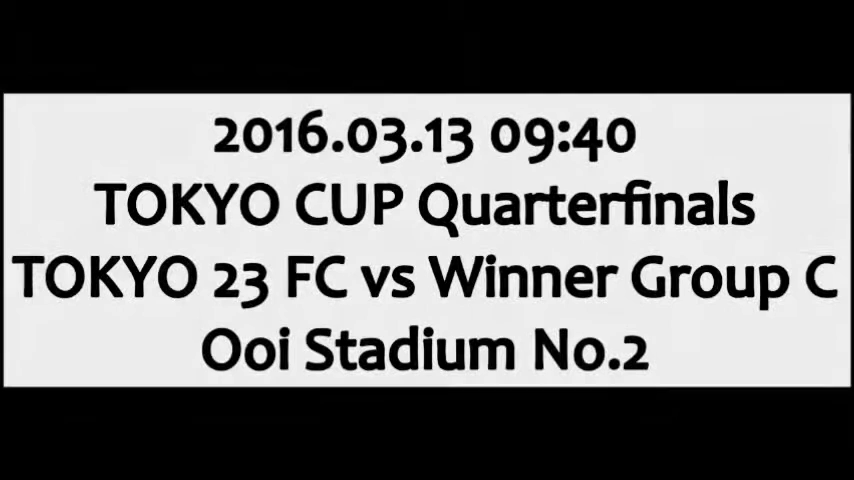 2016.03.13 09:40
TOKYO CUP Quarterfinals
TOKYO 23 FC vs Winner Group C
Ooi Stadium No.2